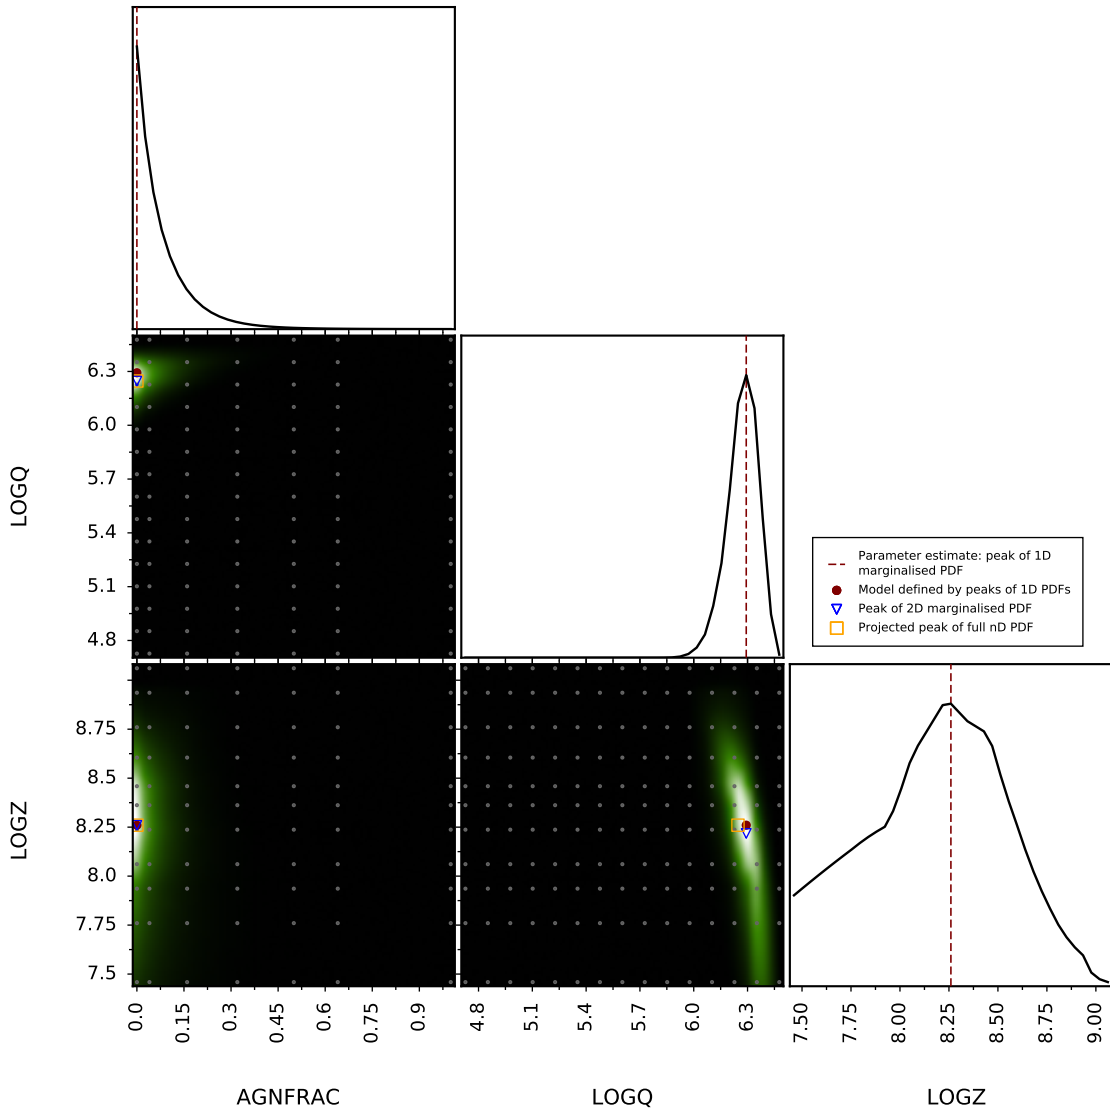 6.3
6.0
5.7
5.4
5.1
4.8
LOGQ
Parameter estimate: peak of 1D
marginalised PDF
Model defined by peaks of 1D PDFs
Peak of 2D marginalised PDF
Projected peak of full nD PDF
8.75
8.5
8.25
8.0
7.75
7.5
LOGZ
0.0 0.15 0.3 0.45 0.6 0.75 0.9
4.8 5.1 5.4 5.7 6.0 6.3
7.50 7.75 8.00 8.25 8.50 8.75 9.00
AGNFRAC
LOGQ
LOGZ